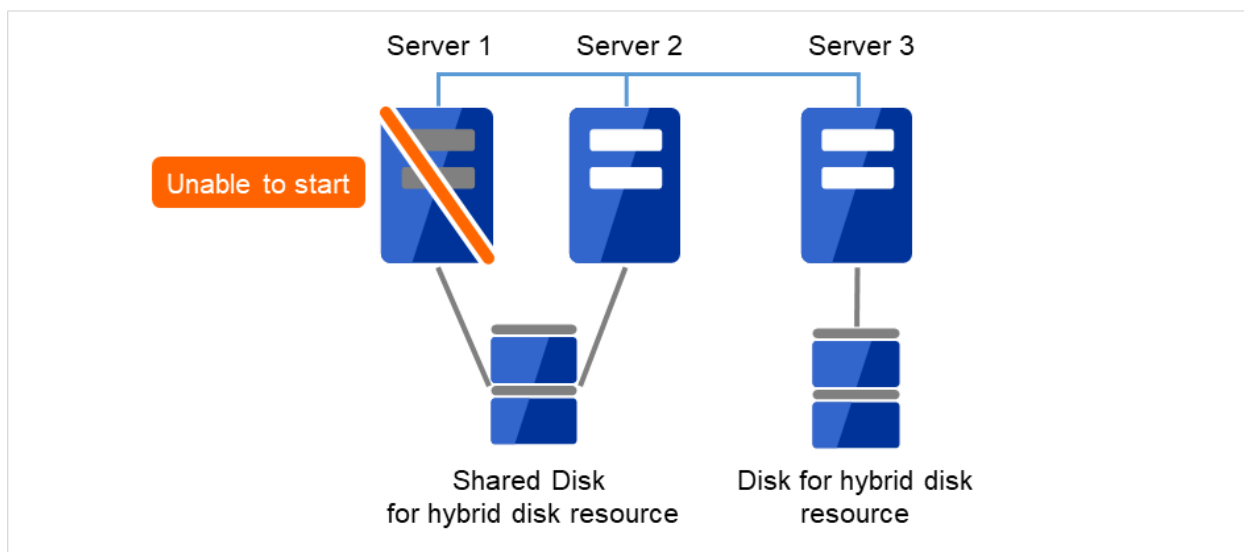 Server 1
Server 2
Server 3
Unable to start
Shared Disk
for hybrid disk resource
Disk for hybrid disk
resource